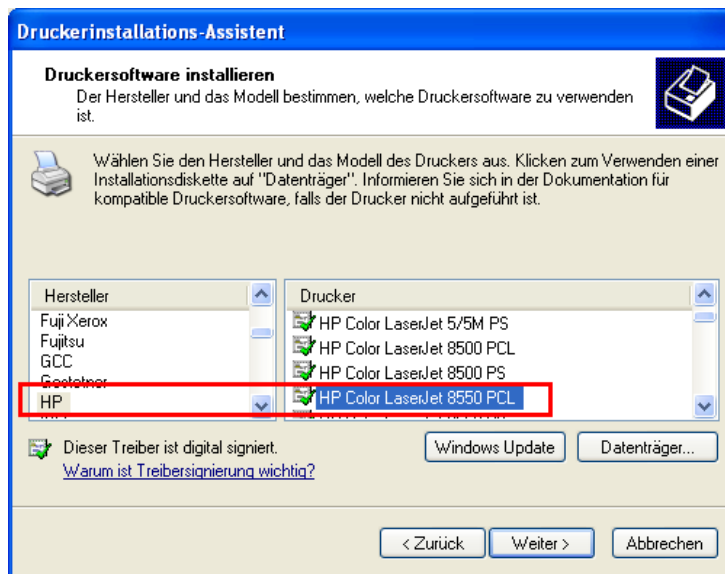 Druckerinstallations-Assistent
Druckersoftware installieren
Der Hersteller und das Modell bestimmen, welche Druckersoftware zu verwenden
ist.
Wählen Sie den Hersteller und das Modell des Druckers aus. Klicken zum Verwenden einer
Installationsdiskette auf "Datenträger". Informieren Sie sich in der Dokumentation für
kompatible Druckersoftware, falls der Drucker nicht aufgeführt ist.
Hersteller
Fuji Xerox
Fujitsu
GCC
Gestetner
HP
Drucker
HP Color LaserJet 5/5M PS
HP Color LaserJet 8500 PCL
HP Color LaserJet 8500 PS
HP Color LaserJet 8550 PCL
Dieser Treiber ist digital signiert.
Warum ist Treibersignierung wichtig?
Windows Update
Datenträger...
< Zurück
Weiter >
Abbrechen